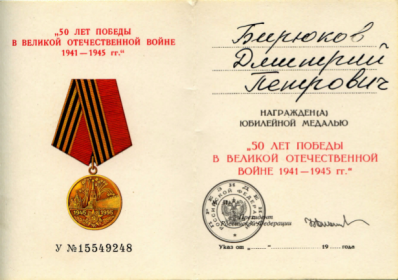 „50 ЛЕТ ПОБЕДЫ
В ВЕЛИКОЙ ОТЕЧЕСТВЕННОЙ ВОЙНЕ
1941—1945 гг.“
У №15549248
Бирюков
Дмитрий
Петрович
НАГРАЖДЕН(А)
ЮБИЛЕЙНОЙ МЕДАЛЬЮ
„50 ЛЕТ ПОБЕДЫ
В ВЕЛИКОЙ ОТЕЧЕСТВЕННОЙ
ВОЙНЕ 1941—1945 гг.“
Президент
Российской Федерации
Указ от „......“ 19......года